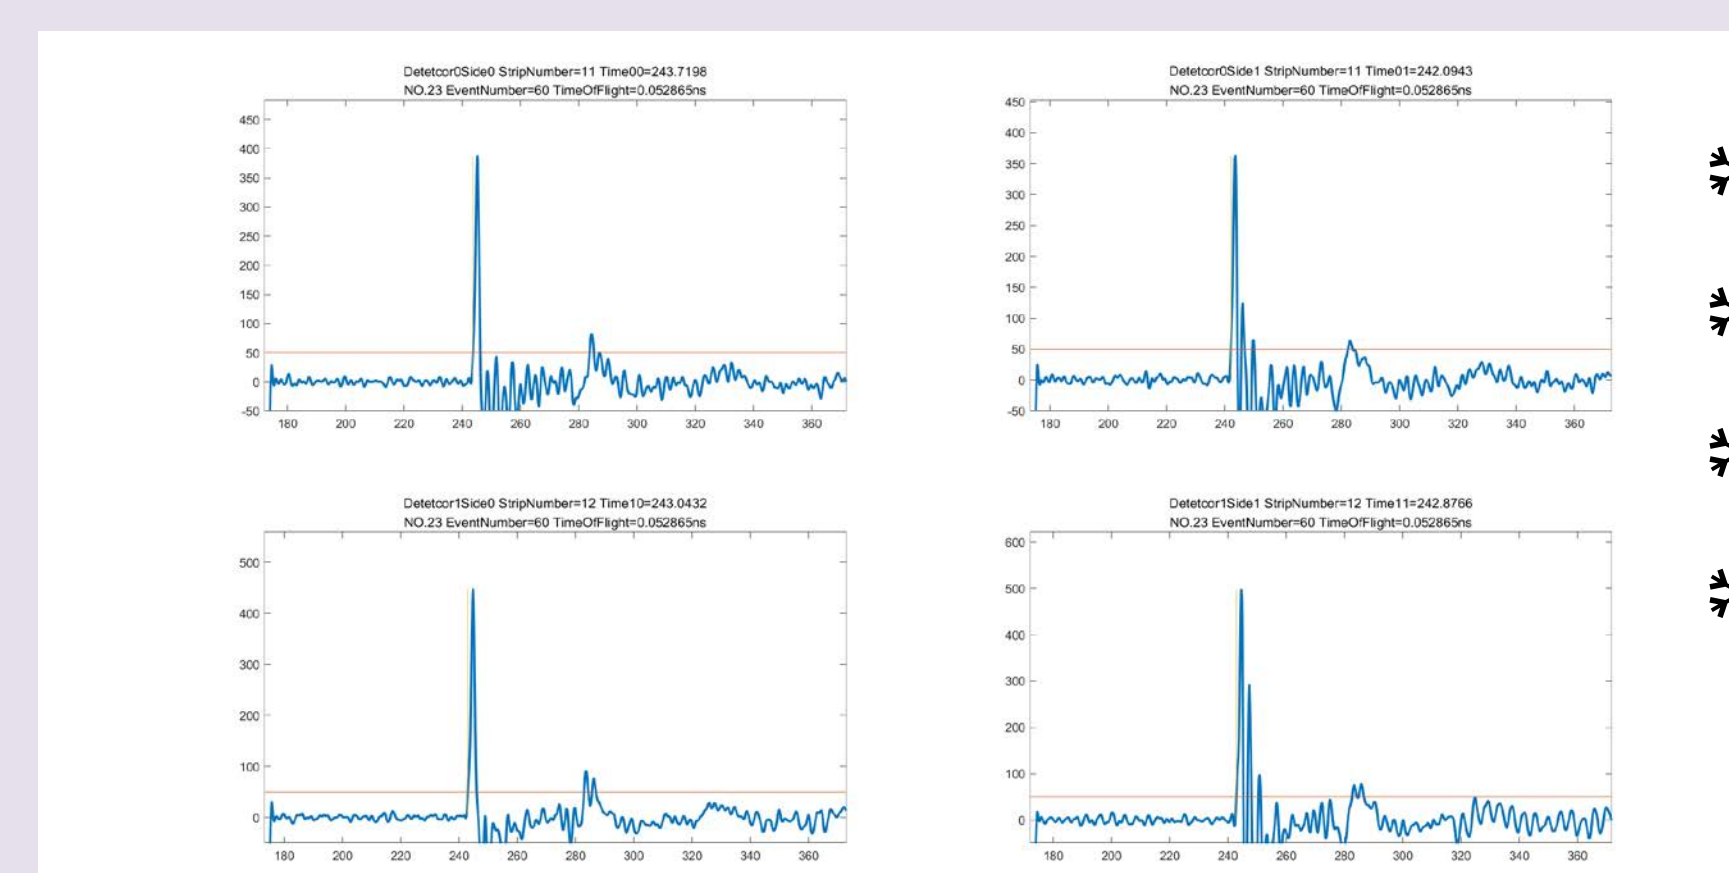 Detetcor0Side0 StripNumber=11 Time00=243.7198
NO.23 EventNumber=60 TimeOfFlight=0.052865ns
450
400
350
300
250
200
150
100
50
0
-50
180 200 220 240 260 280 300 320 340 360
Detetcor0Side1 StripNumber=11 Time01=242.0943
NO.23 EventNumber=60 TimeOfFlight=0.052865ns
450
400
350
300
250
200
150
100
50
0
-50
180 200 220 240 260 280 300 320 340 360
Detetcor1Side0 StripNumber=12 Time10=243.0432
NO.23 EventNumber=60 TimeOfFlight=0.052865ns
500
400
300
200
100
0
180 200 220 240 260 280 300 320 340 360
Detetcor1Side1 StripNumber=12 Time11=242.8766
NO.23 EventNumber=60 TimeOfFlight=0.052865ns
600
500
400
300
200
100
0
180 200 220 240 260 280 300 320 340 360